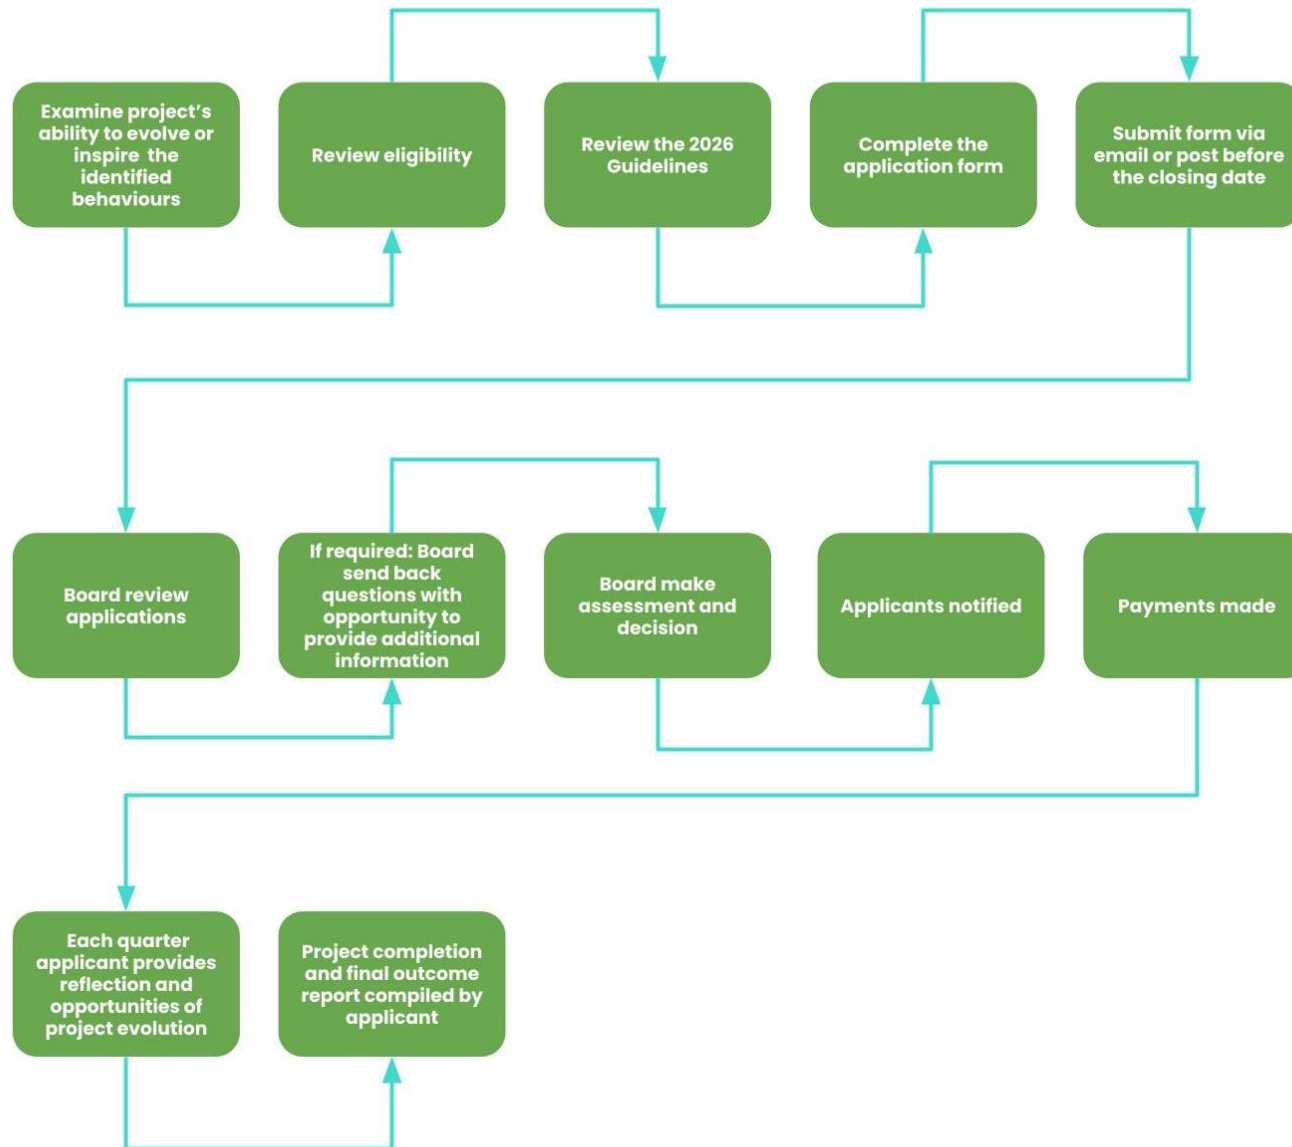 Examine project’s
ability to evolve or
inspire the
identified
behaviours
Review eligibility
Review the 2026
Guidelines
Complete the
application form
Submit form via
email or post before
the closing date
Board review
applications
If required: Board
send back
questions with
opportunity to
provide additional
information
Board make
assessment and
decision
Applicants notified
Payments made
Each quarter
applicant provides
reflection and
opportunities of
project evolution
Project completion
and final outcome
report compiled by
applicant